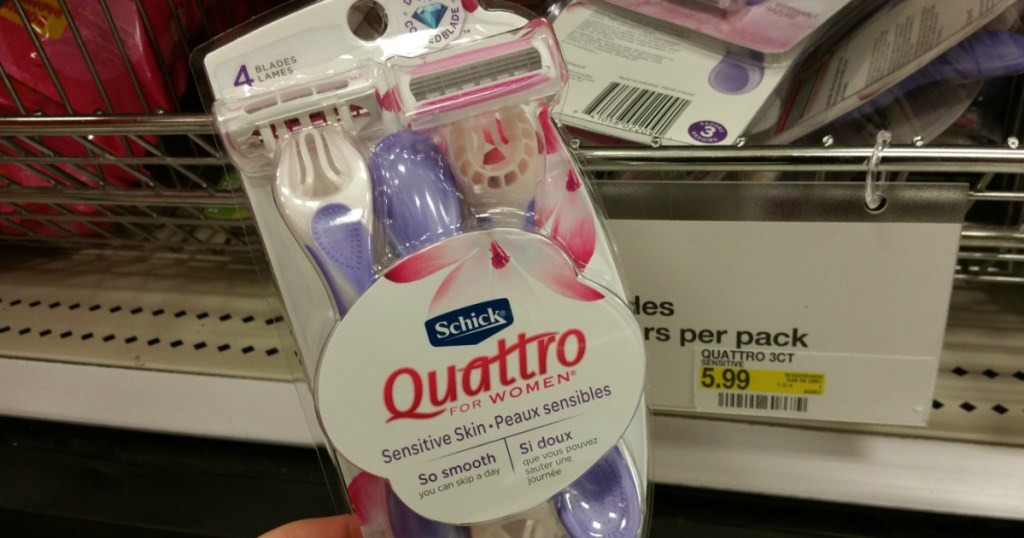 4 BLADES
LAMES
3
Schick
Quattro
FOR WOMEN®
Sensitive Skin • Peaux sensibles
So smooth
you can skip a day
Si doux
que vous pouvez
sauter une
journée
des
rs per pack
QUATTRO 3CT
SENSITIVE
5.99